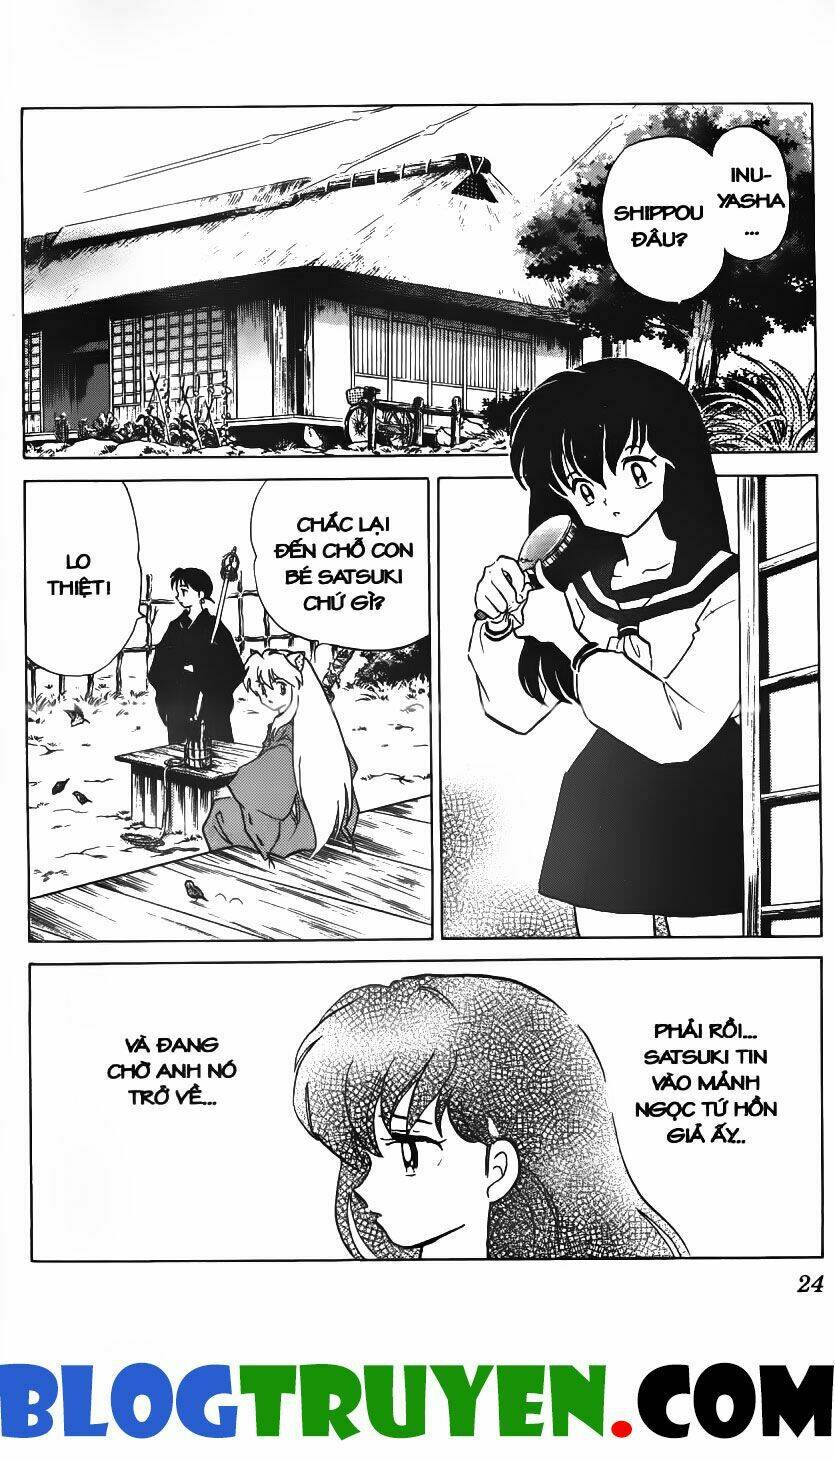 INU-
YASHA
...
SHIPPOU
ĐÂU?
CHẮC LẠI
ĐẾN CHỖ CON
BÉ SATSUKI
CHỨ GÌ?
LO
THIỆT!
PHẢI RỒI...
SATSUKI TIN
VÀO MẢNH
NGỌC TỨ HỒN
GIẢ ẤY...
VÀ ĐANG
CHỜ ANH NÓ
TRỞ VỀ...
24
BLOGTRUYEN.COM